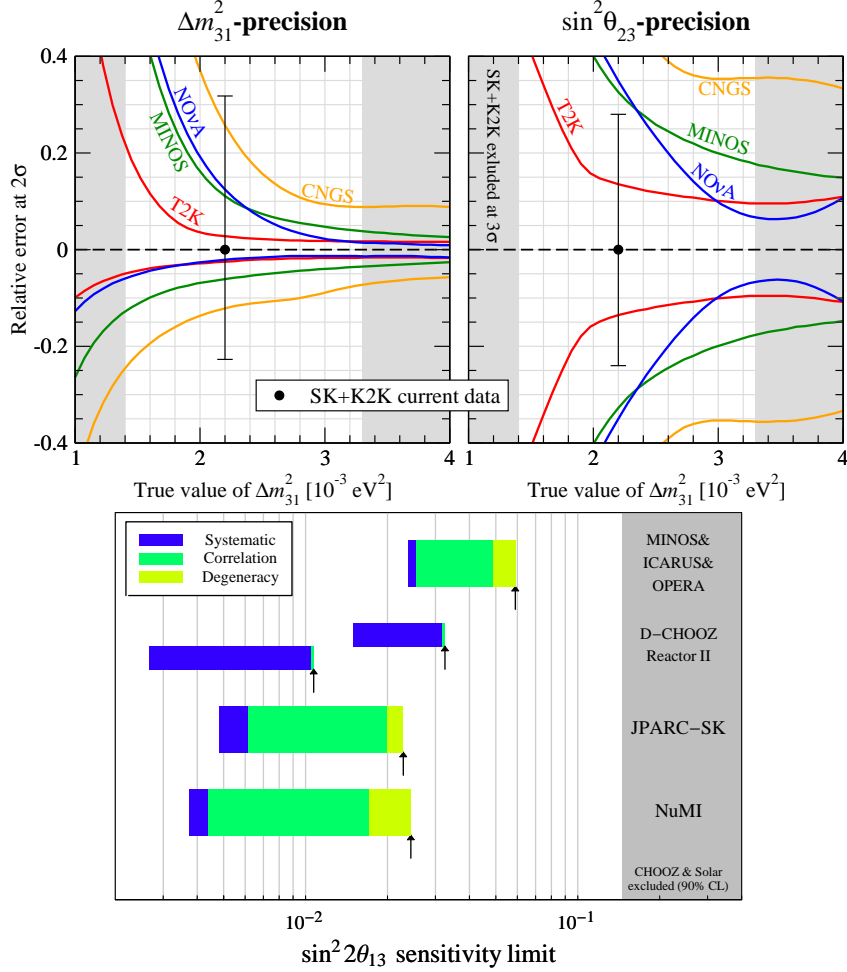 Δm²₃₁-precision
sin²θ₂₃-precision
Relative error at 2σ
0.4
0.2
0
-0.2
-0.4
NOνA
MINOS
T2K
CNGS
SK+K2K exluded at 3σ
T2K
CNGS
MINOS
NOνA
SK+K2K current data
1
2
3
4
1
2
3
4
True value of Δm²₃₁ [10⁻³ eV²]
True value of Δm²₃₁ [10⁻³ eV²]
Systematic
Correlation
Degeneracy
MINOS&
ICARUS&
OPERA
D−CHOOZ
Reactor II
JPARC−SK
NuMI
CHOOZ & Solar
excluded (90% CL)
10⁻²
10⁻¹
sin² 2θ₁₃ sensitivity limit